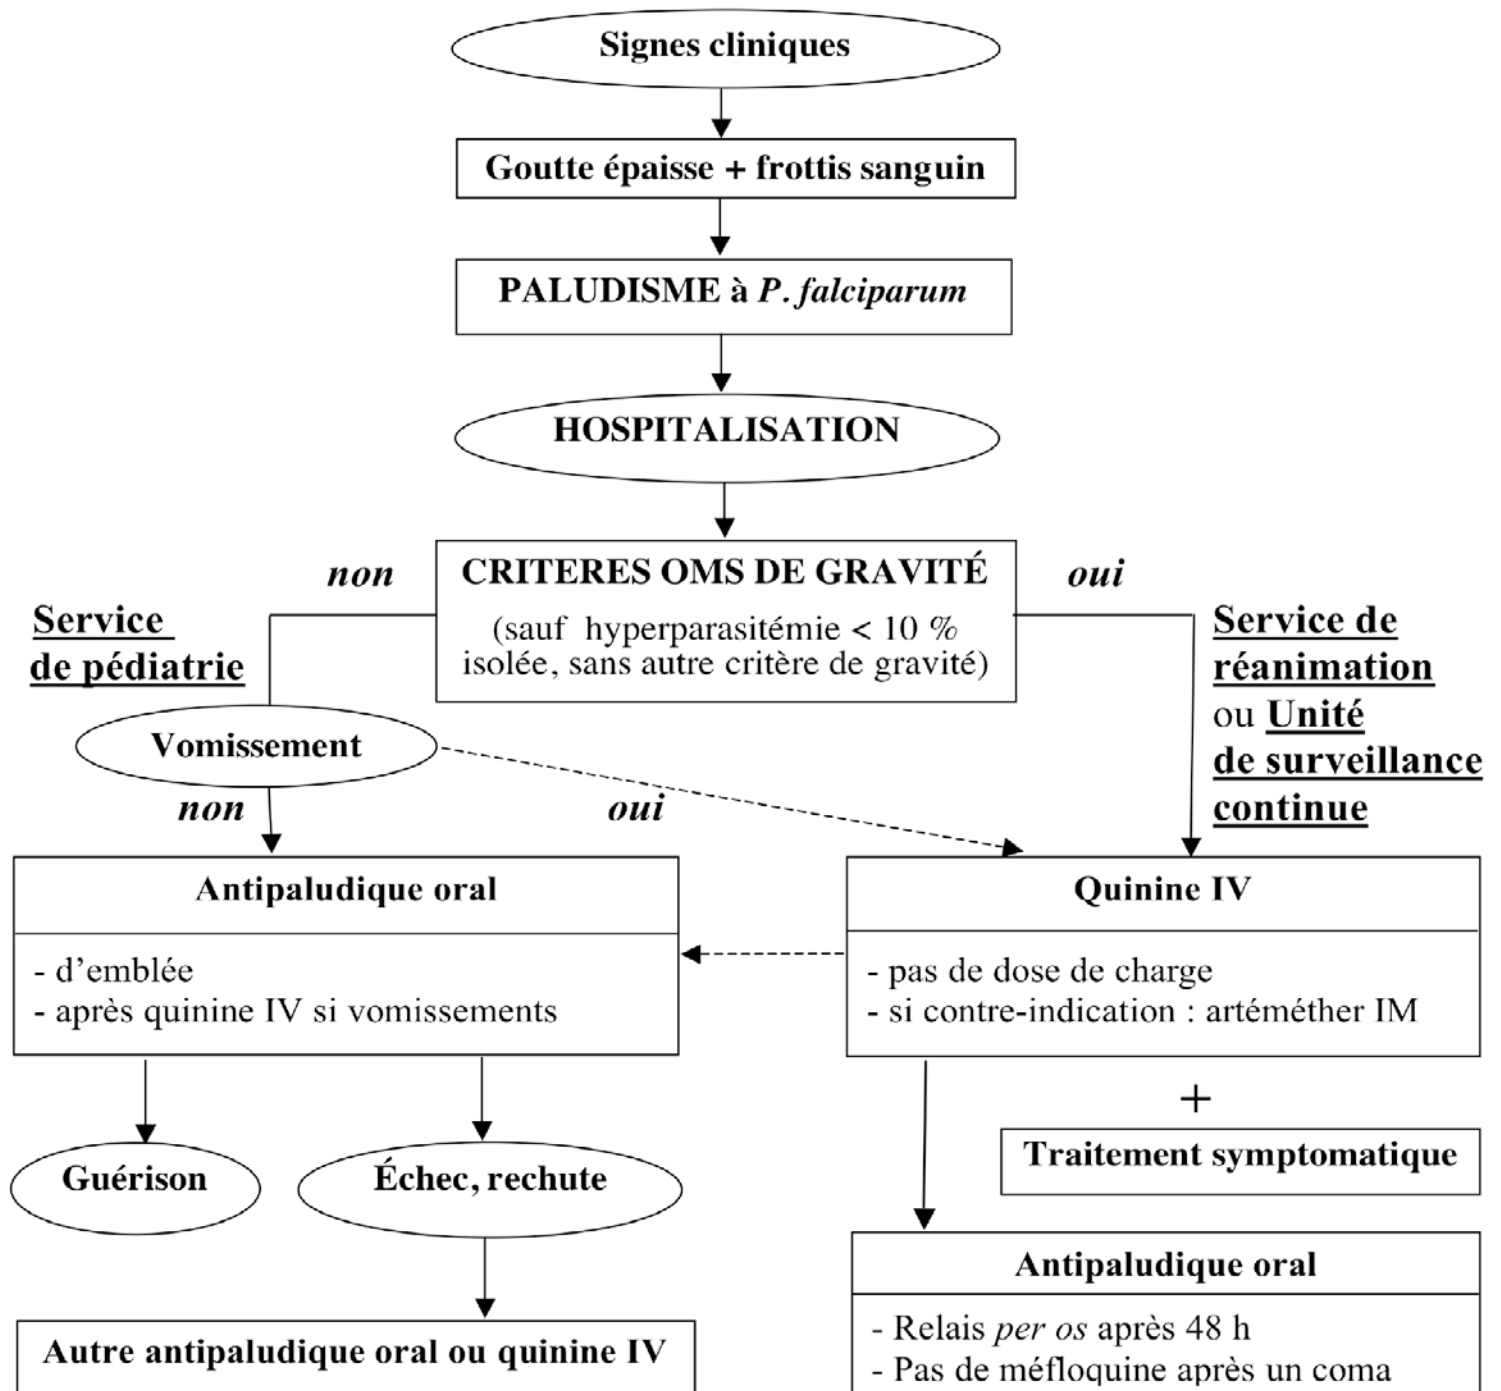 Signes cliniques
Goutte épaisse + frottis sanguin
PALUDISME à P. falciparum
HOSPITALISATION
non
CRITERES OMS DE GRAVITÉ
(sauf hyperparasitémie < 10 %
isolée, sans autre critère de gravité)
oui
Service
de pédiatrie
Service de
réanimation
ou Unité
de surveillance
continue
Vomissement
non
oui
Antipaludique oral
- d'emblée
- après quinine IV si vomissements
Quinine IV
- pas de dose de charge
- si contre-indication : artéméther IM
+
Traitement symptomatique
Guérison
Échec, rechute
Autre antipaludique oral ou quinine IV
Antipaludique oral
- Relais per os après 48 h
- Pas de méfloquine après un coma